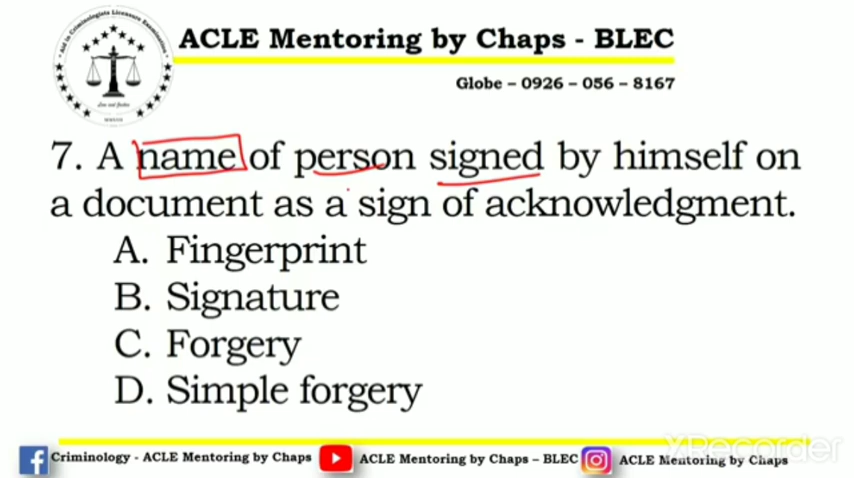 ACLE Mentoring by Chaps - BLEC
Globe – 0926 – 056 – 8167
7. A name of person signed by himself on
a document as a sign of acknowledgment.
A. Fingerprint
B. Signature
C. Forgery
D. Simple forgery
XRecorder
Criminology - ACLE Mentoring by Chaps
ACLE Mentoring by Chaps – BLEC
ACLE Mentoring by Chaps